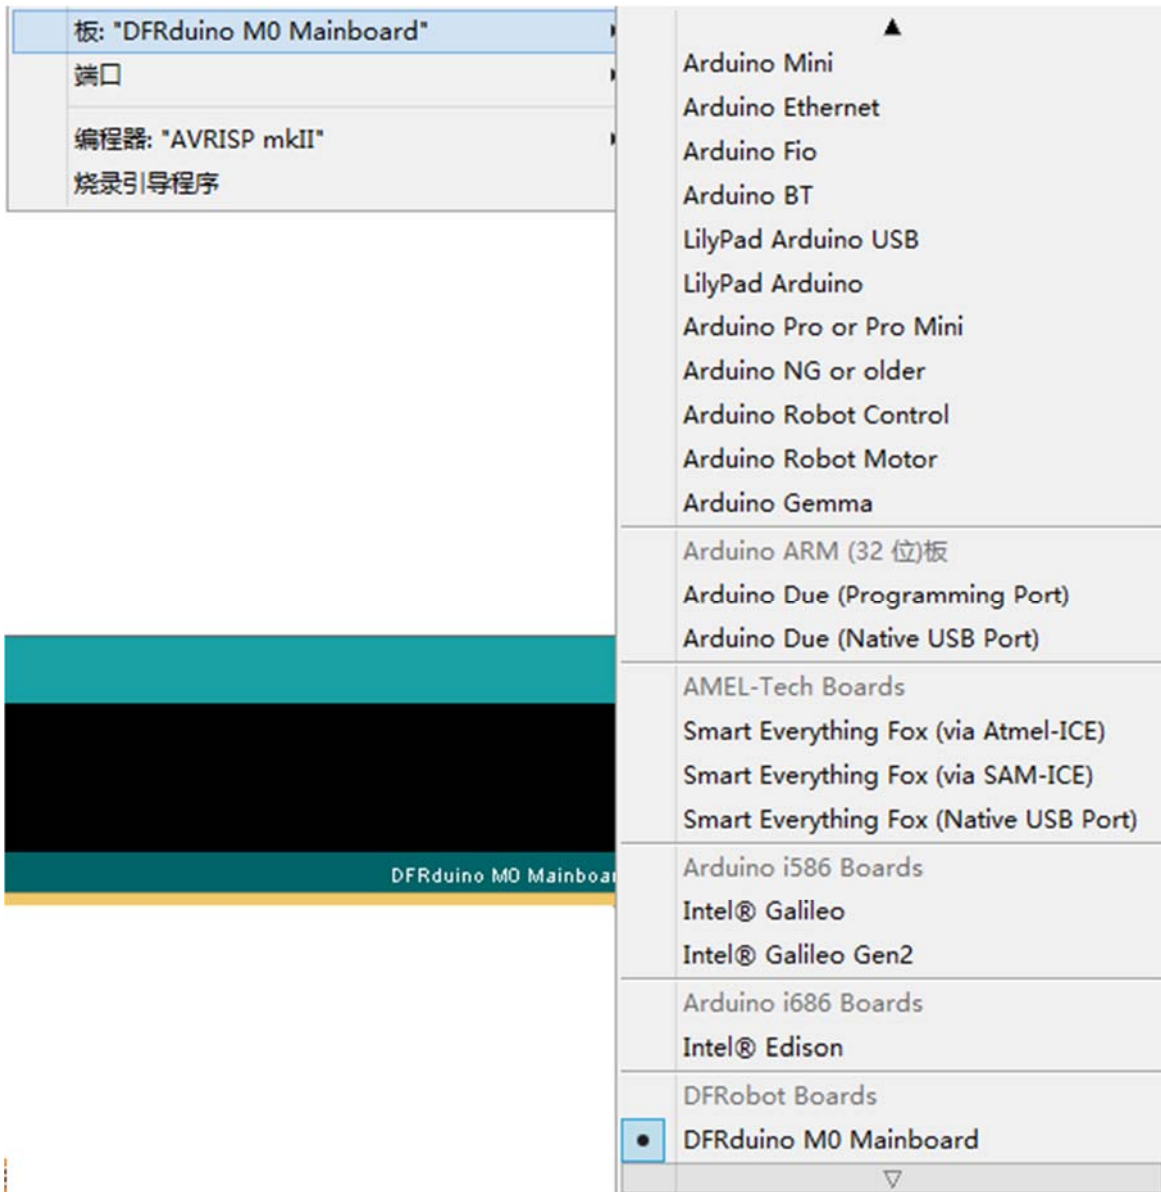 板: "DFRduino M0 Mainboard"
端口
编程器: "AVRISP mkII"
烧录引导程序
Arduino Mini
Arduino Ethernet
Arduino Fio
Arduino BT
LilyPad Arduino USB
LilyPad Arduino
Arduino Pro or Pro Mini
Arduino NG or older
Arduino Robot Control
Arduino Robot Motor
Arduino Gemma
Arduino ARM (32 位)板
Arduino Due (Programming Port)
Arduino Due (Native USB Port)
AMEL-Tech Boards
Smart Everything Fox (via Atmel-ICE)
Smart Everything Fox (via SAM-ICE)
Smart Everything Fox (Native USB Port)
Arduino i586 Boards
Intel® Galileo
Intel® Galileo Gen2
Arduino i686 Boards
Intel® Edison
DFRobot Boards
DFRduino M0 Mainboard
DFRduino M0 Mainboa